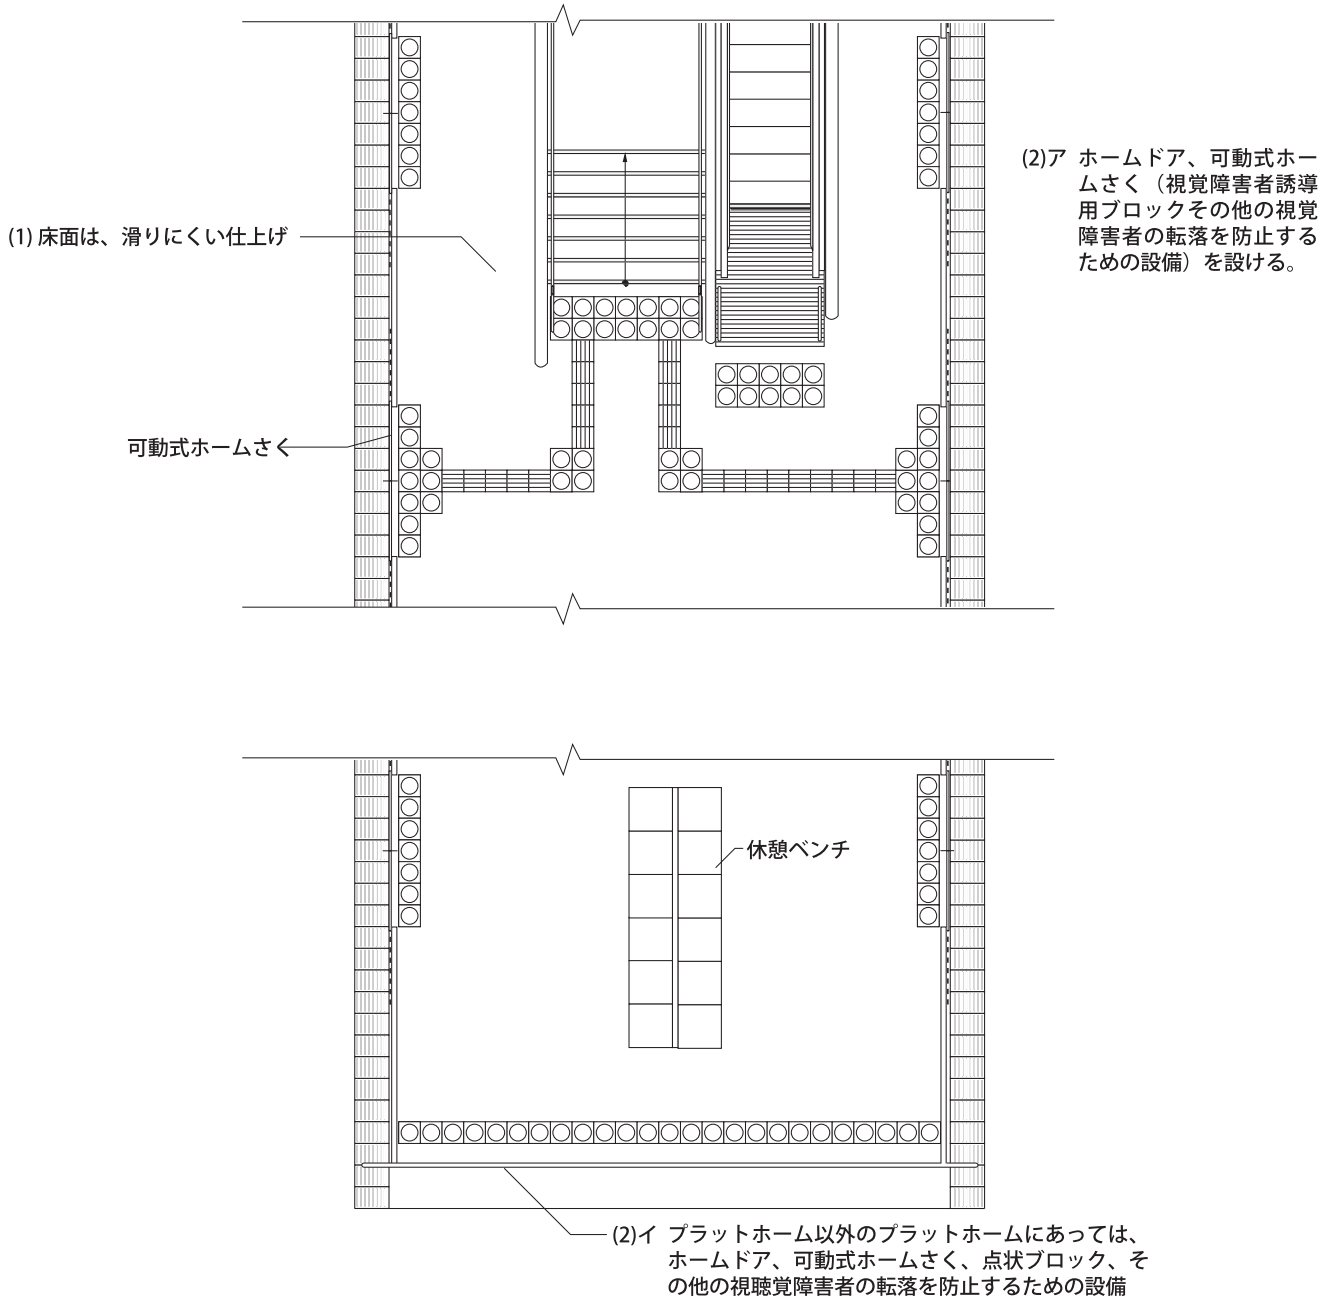 (2)ア ホームドア、可動式ホー
ムさく（視覚障害者誘導
用ブロックその他の視覚
障害者の転落を防止する
ための設備）を設ける。
(1) 床面は、滑りにくい仕上げ
可動式ホームさく
休憩ベンチ
(2)イ プラットホーム以外のプラットホームにあっては、
ホームドア、可動式ホームさく、点状ブロック、そ
の他の視聴覚障害者の転落を防止するための設備